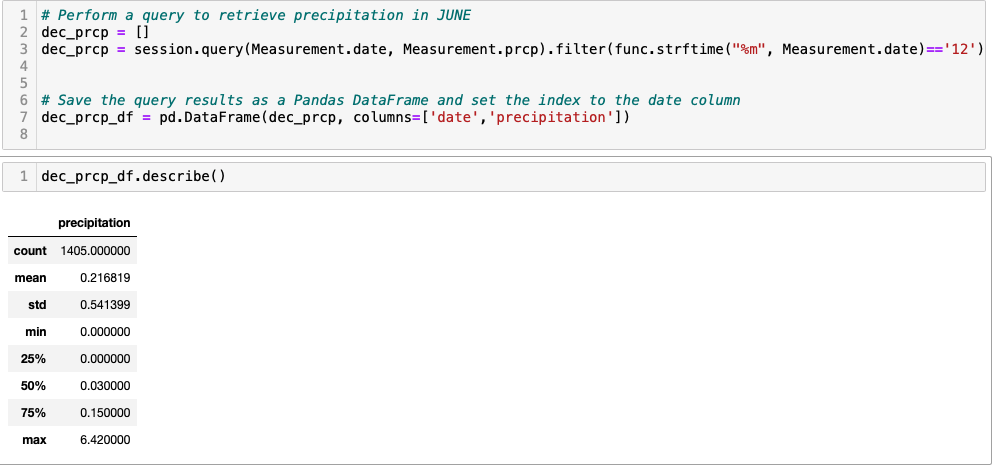 1 # Perform a query to retrieve precipitation in JUNE
2 dec_prcp = []
3 dec_prcp = session.query(Measurement.date, Measurement.prcp).filter(func.strftime("%m", Measurement.date)=='12')
4
5
6 # Save the query results as a Pandas DataFrame and set the index to the date column
7 dec_prcp_df = pd.DataFrame(dec_prcp, columns=['date','precipitation'])
8
1 dec_prcp_df.describe()
precipitation
count 1405.000000
mean 0.216819
std 0.541399
min 0.000000
25% 0.000000
50% 0.030000
75% 0.150000
max 6.420000